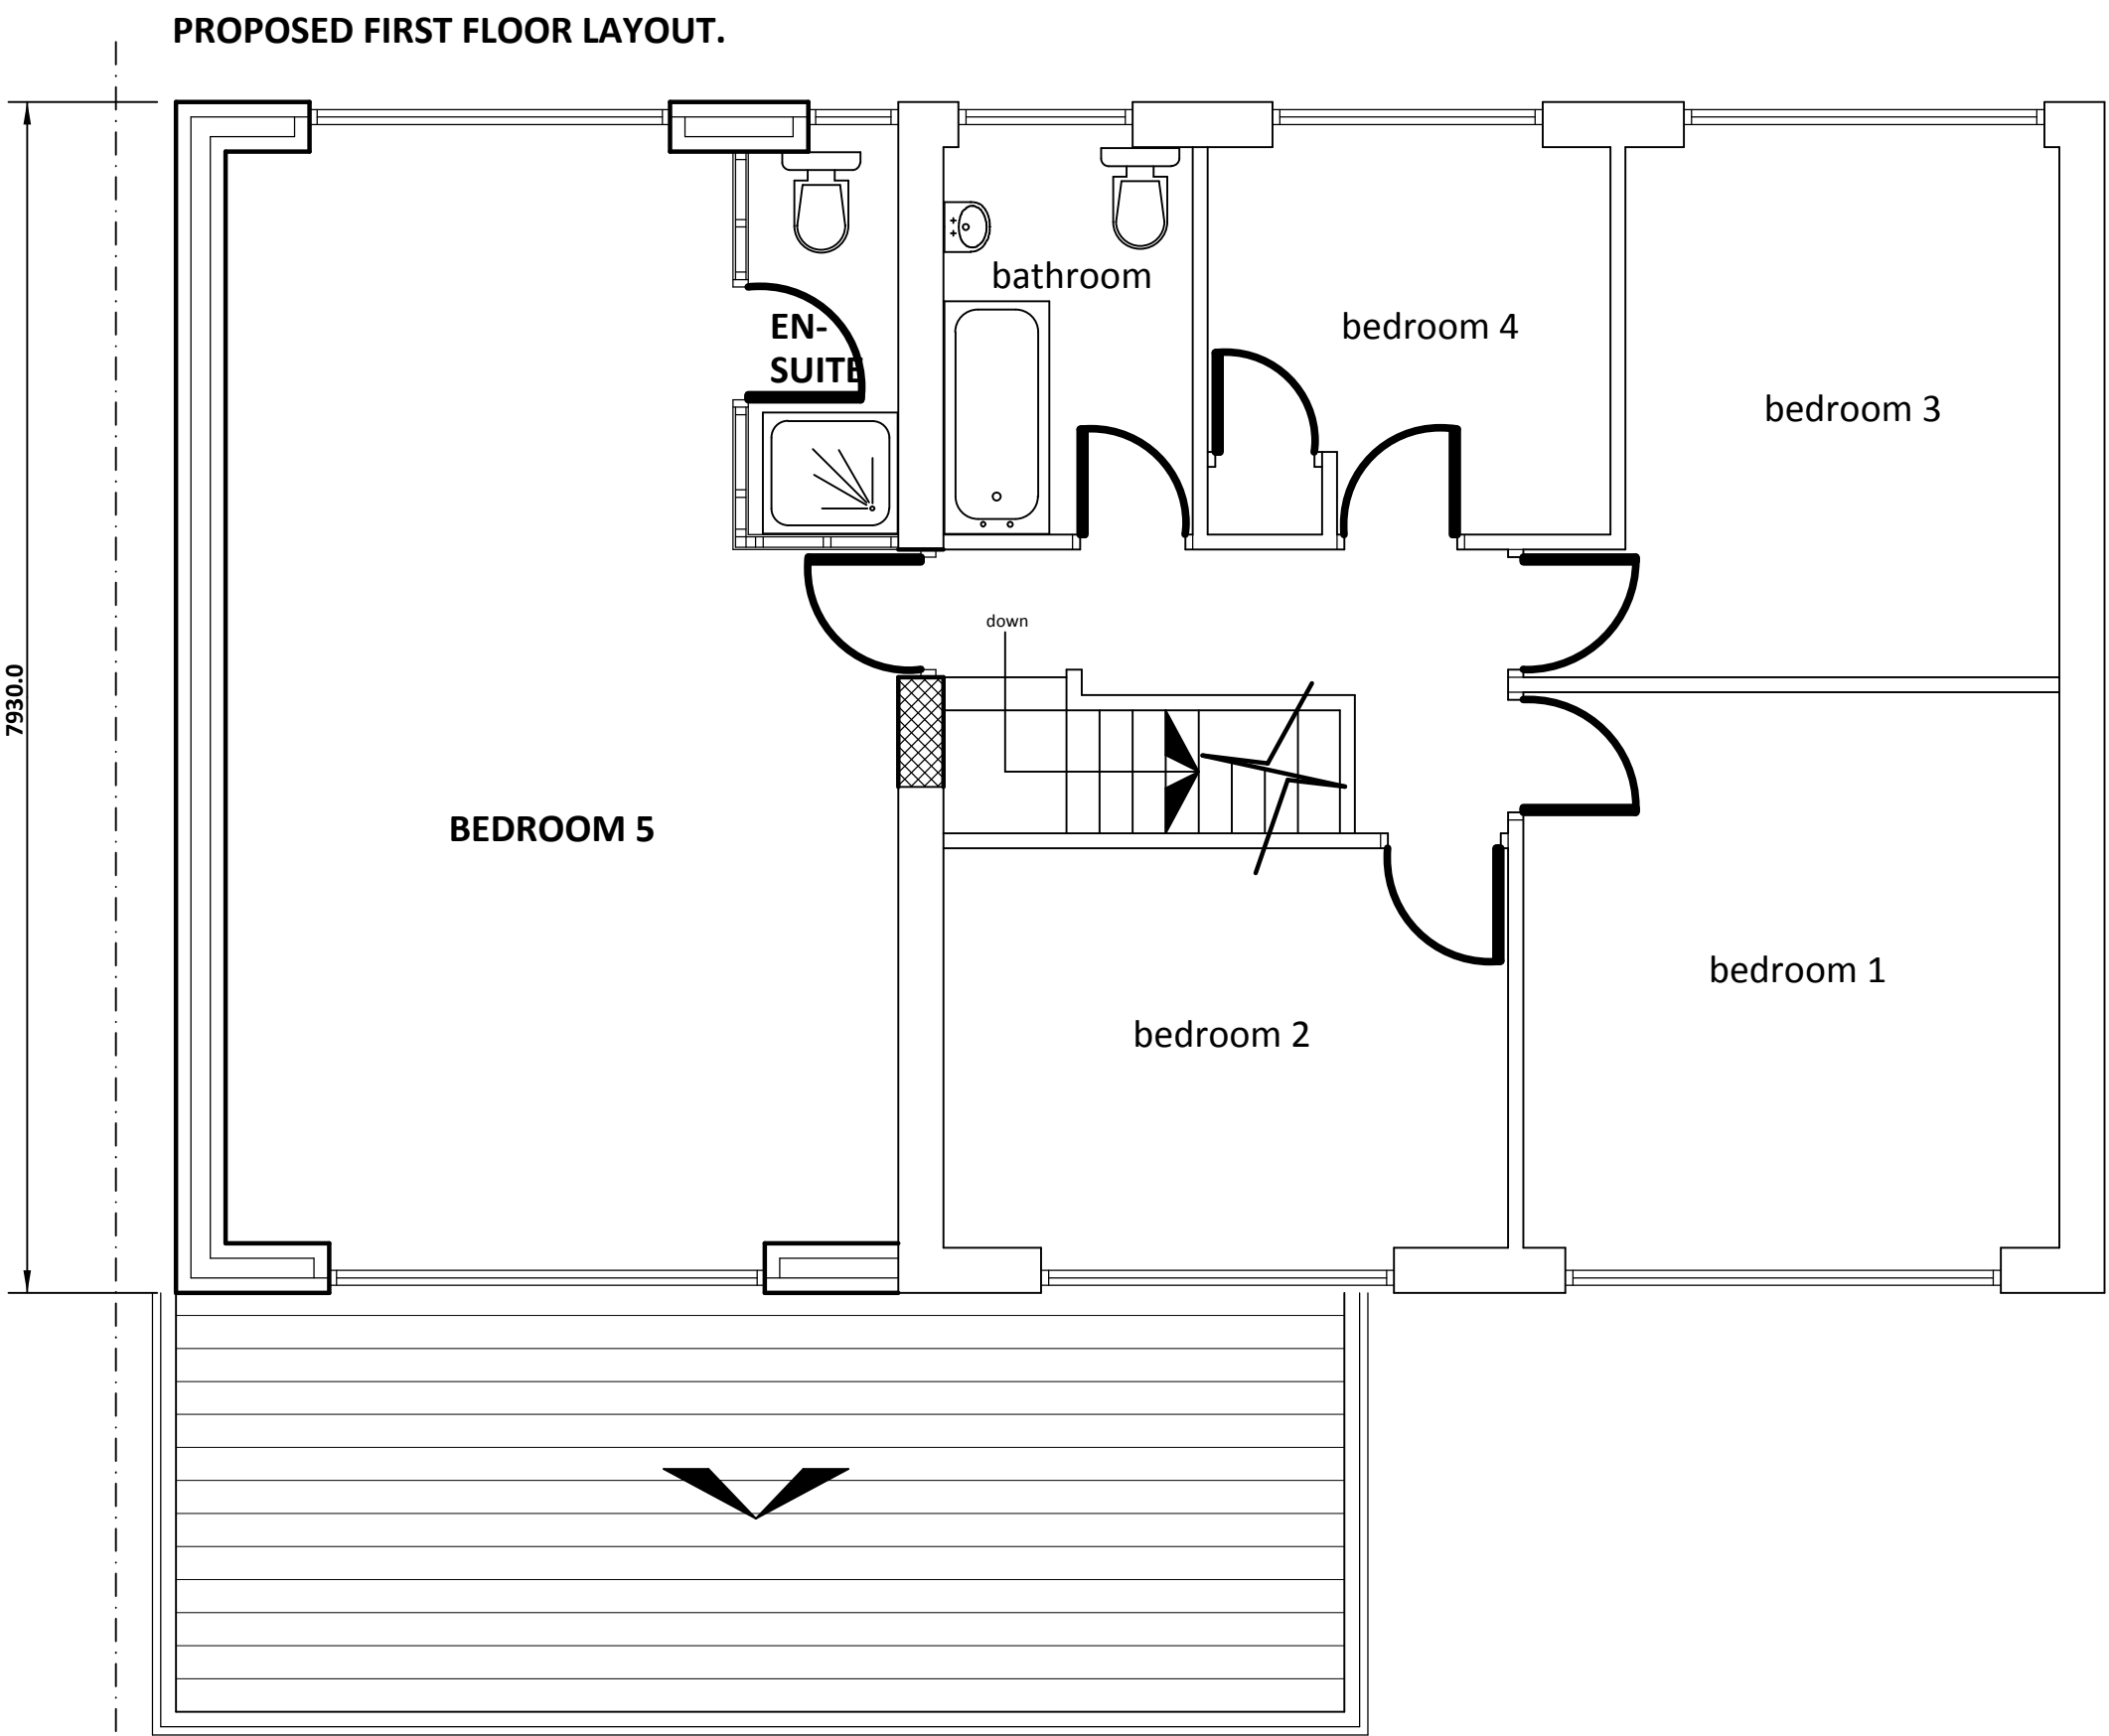 PROPOSED FIRST FLOOR LAYOUT.
bathroom
EN-
SUITE
bedroom 4
bedroom 3
down
7930.0
BEDROOM 5
bedroom 1
bedroom 2